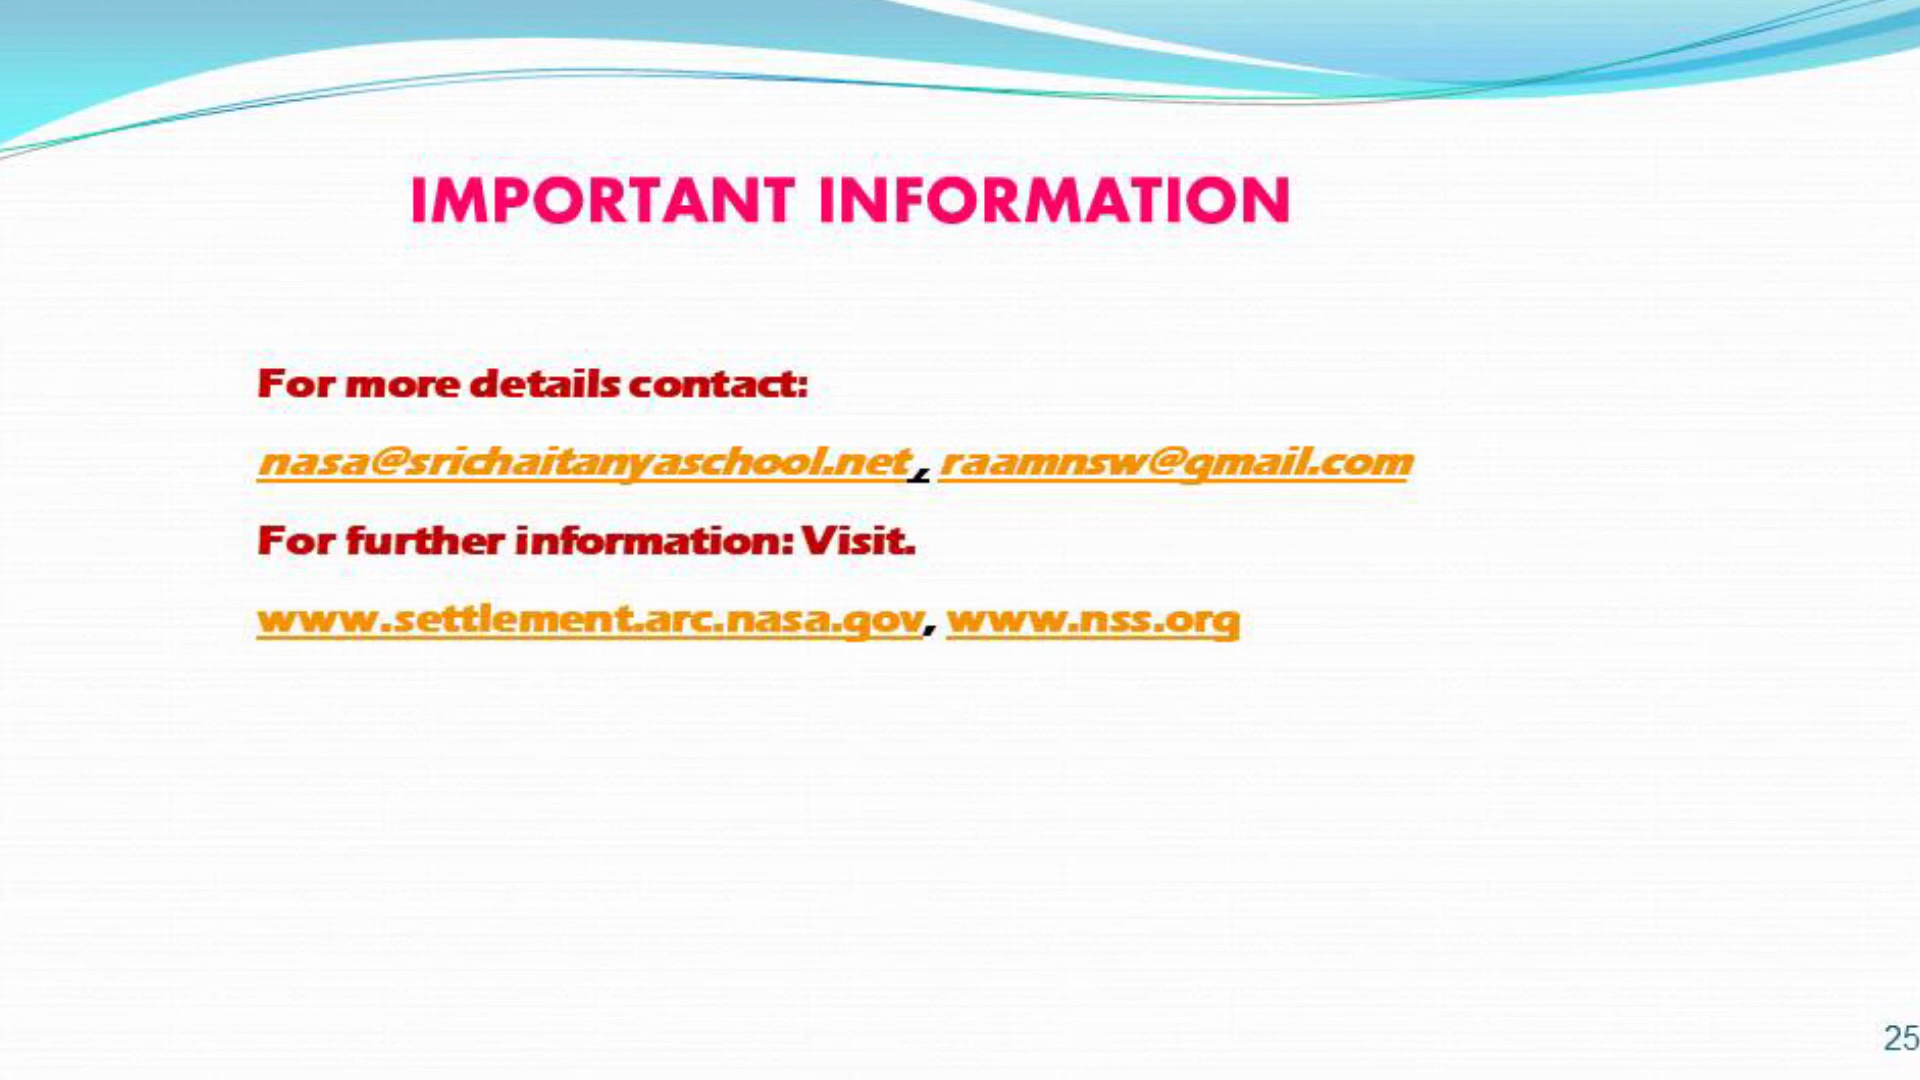 IMPORTANT INFORMATION
For more details contact:
nasa@srichaitanyaschool.net , raamnsw@gmail.com
For further information: Visit.
www.settlement.arc.nasa.gov, www.nss.org
25